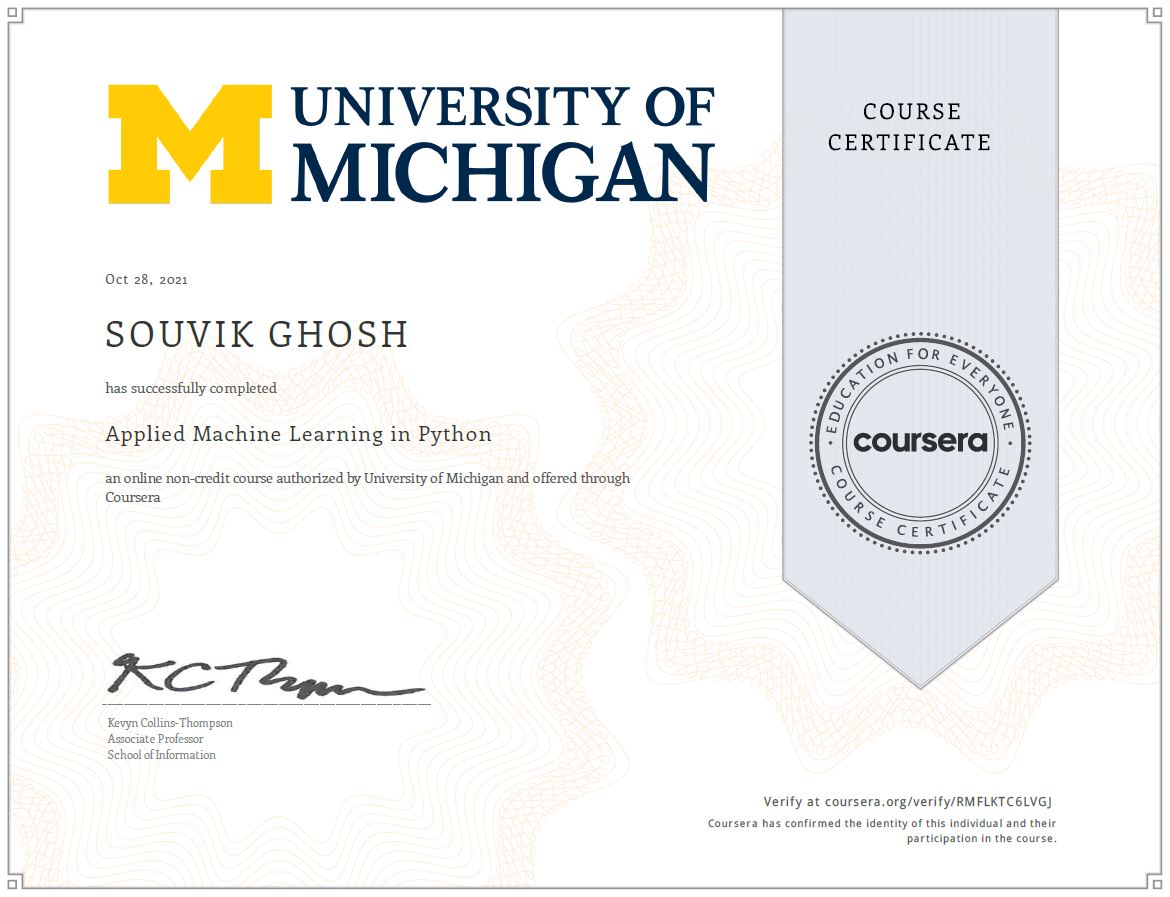 M
UNIVERSITY OF
MICHIGAN
COURSE
CERTIFICATE
Oct 28, 2021
SOUVIK GHOSH
has successfully completed
Applied Machine Learning in Python
an online non-credit course authorized by University of Michigan and offered through
Coursera
EDUCATION FOR EVERYONE
coursera
COURSE CERTIFICATE
KC Thompson
Kevyn Collins-Thompson
Associate Professor
School of Information
Verify at coursera.org/verify/RMFLKTC6LVGJ
Coursera has confirmed the identity of this individual and their
participation in the course.